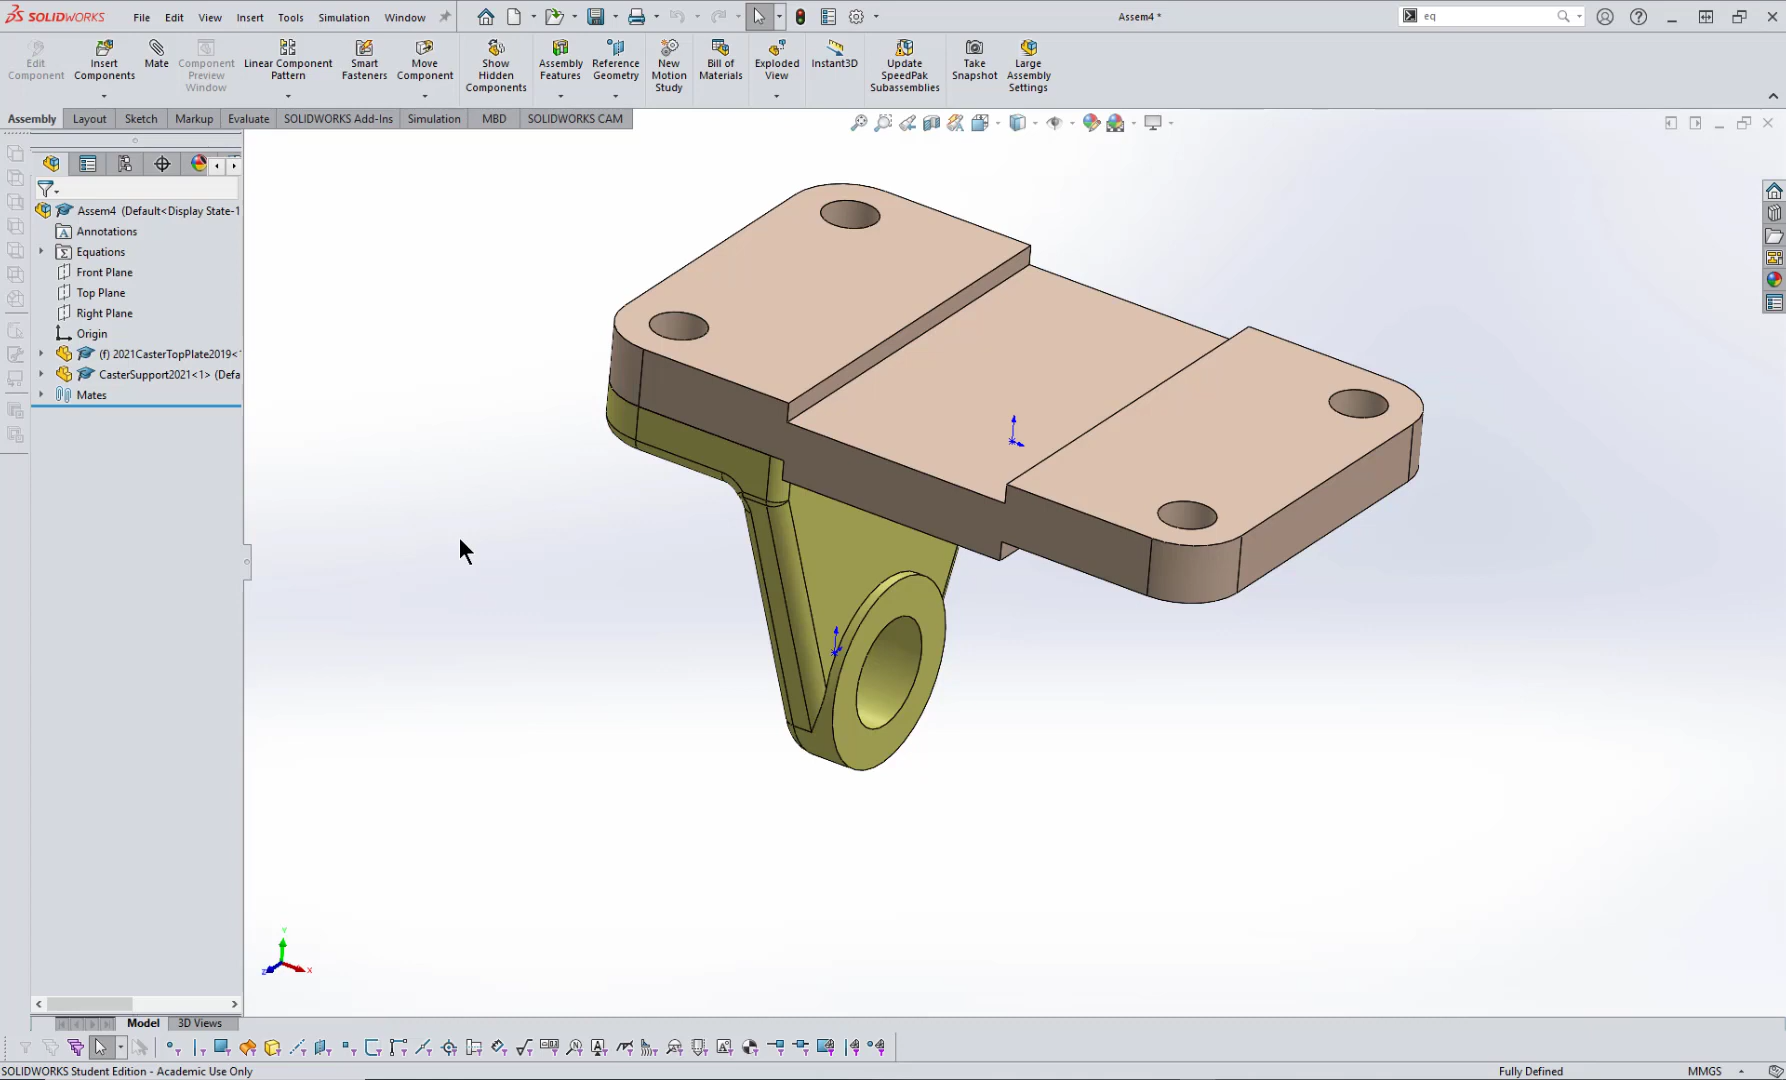 SOLIDWORKS File Edit View Insert Tools Simulation Window Assem4 * eq
Edit Component
Insert Components
Mate
Component Preview Window
Linear Component Pattern
Smart Fasteners
Move Component
Show Hidden Components
Assembly Features
Reference Geometry
New Motion Study
Bill of Materials
Exploded View
Instant3D
Update SpeedPak Subassemblies
Take Snapshot
Large Assembly Settings
Assembly Layout Sketch Markup Evaluate SOLIDWORKS Add-Ins Simulation MBD SOLIDWORKS CAM
Assem4 (Default<Display State-1
Annotations
Equations
Front Plane
Top Plane
Right Plane
Origin
(f) 2021CasterTopPlate2019<
CasterSupport2021<1> (Defa
Mates
Y
Z
X
Model 3D Views
SOLIDWORKS Student Edition - Academic Use Only Fully Defined MMGS